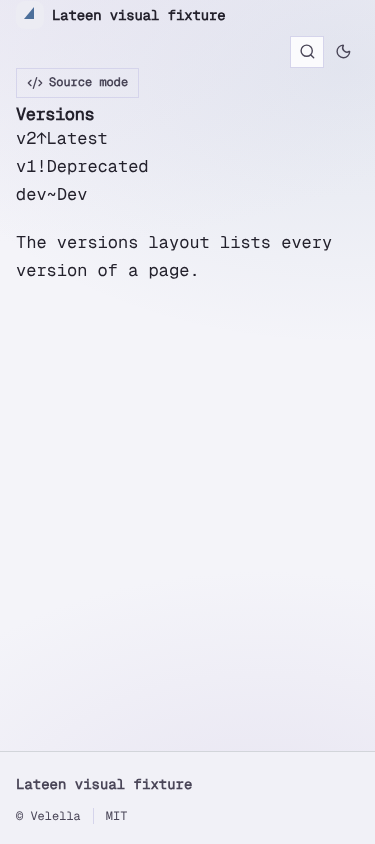 Lateen visual fixture
</> Source mode
Versions
v2↑Latest
v1!Deprecated
dev~Dev
The versions layout lists every
version of a page.
Lateen visual fixture
© Velella
MIT